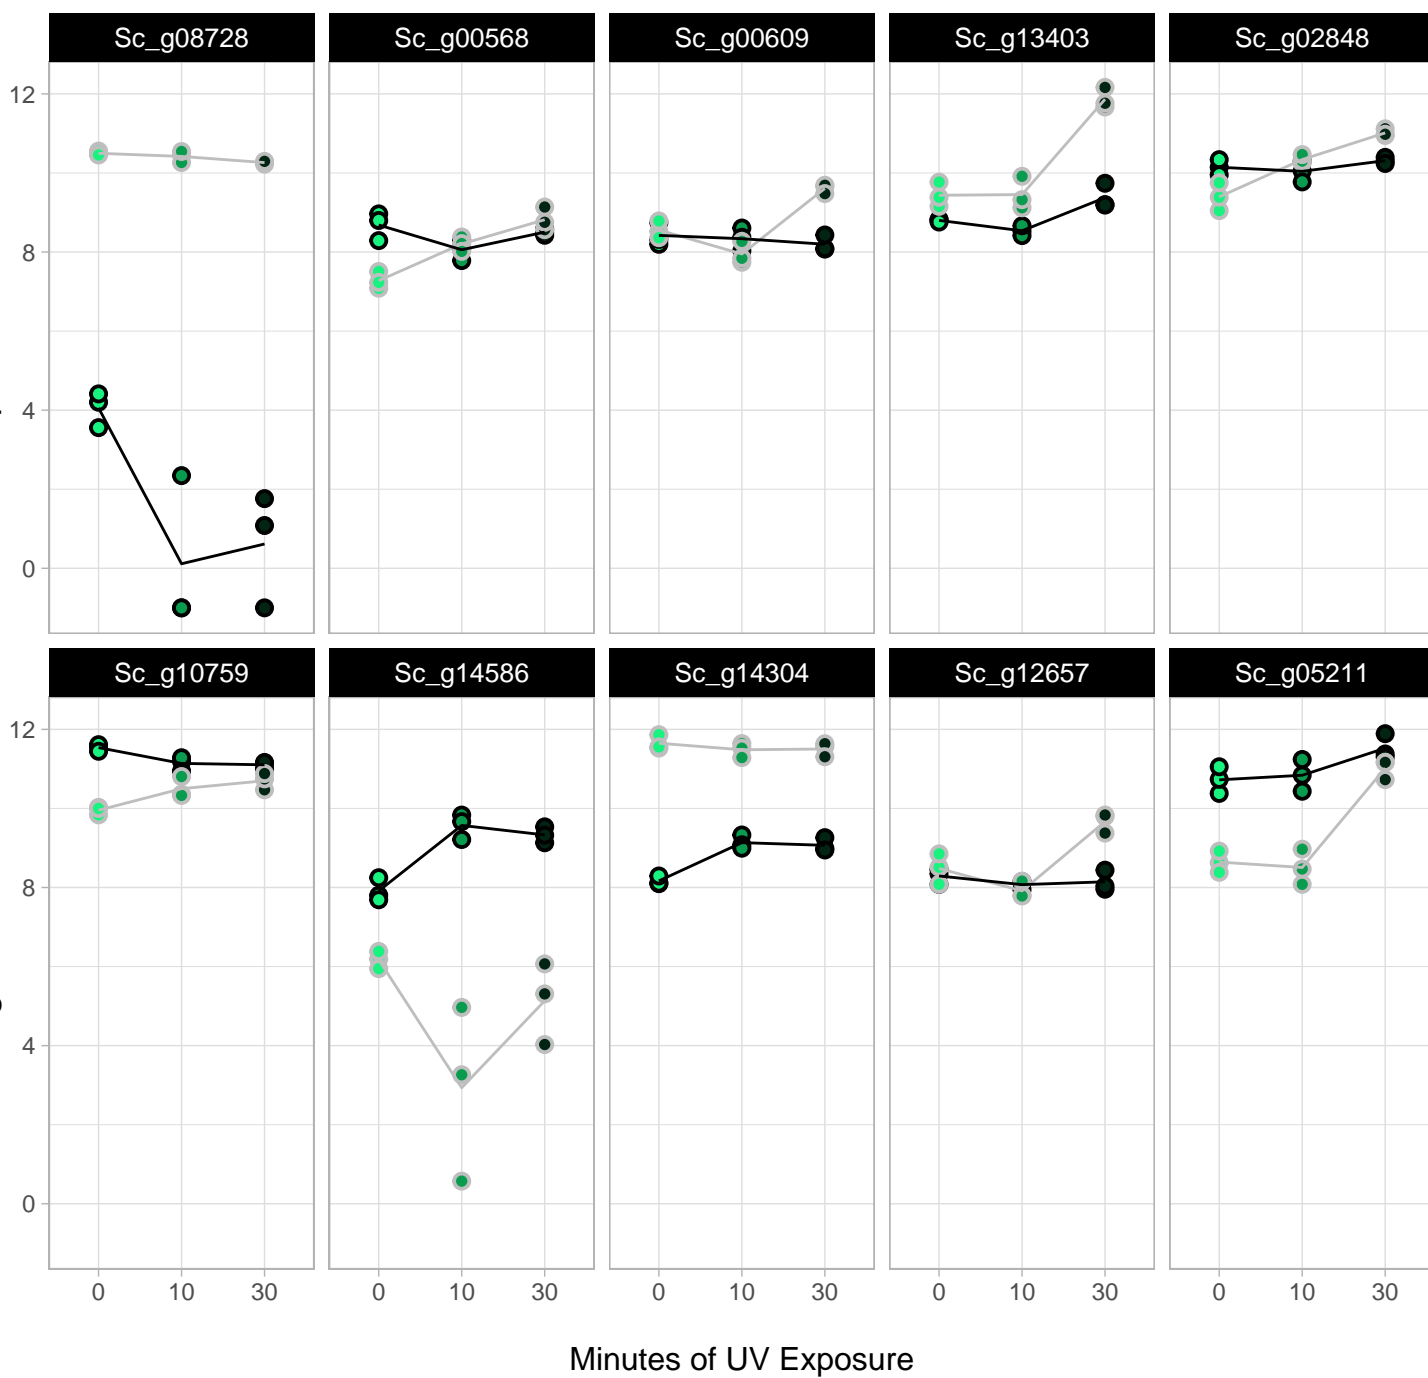 Sc_g08728 Sc_g00568 Sc_g00609 Sc_g13403 Sc_g02848
12
8
4
0
Sc_g10759 Sc_g14586 Sc_g14304 Sc_g12657 Sc_g05211
12
8
4
0
0 10 30 0 10 30 0 10 30 0 10 30 0 10 30
Minutes of UV Exposure